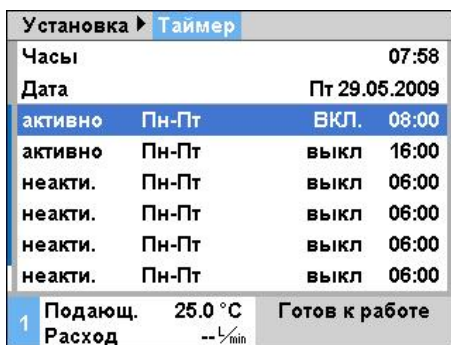 Установка ▶ Таймер
Часы 07:58
Дата Пт 29.05.2009
активно Пн-Пт ВКЛ. 08:00
активно Пн-Пт выкл 16:00
неакти. Пн-Пт выкл 06:00
неакти. Пн-Пт выкл 06:00
неакти. Пн-Пт выкл 06:00
неакти. Пн-Пт выкл 06:00
1 Подающ. 25.0 °C Готов к работе
Расход -- L/min